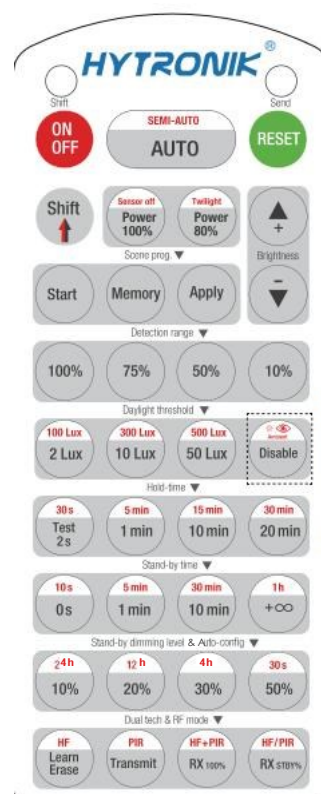 HYTRONIK®
Shift
Send
ON
OFF
SEMI-AUTO
AUTO
RESET
Shift
Sensor off
Power
100%
Twilight
Power
80%
+
Scene prog. ▼
Brightness
Start
Memory
Apply
−
Detection range ▼
100%
75%
50%
10%
Daylight threshold ▼
100 Lux
2 Lux
300 Lux
10 Lux
500 Lux
50 Lux
Ambient
Disable
Hold-time ▼
30s
Test
2s
5 min
1 min
15 min
10 min
30 min
20 min
Stand-by time ▼
10s
0s
5 min
1 min
30 min
10 min
1h
+∞
Stand-by dimming level & Auto-config ▼
24h
10%
12 h
20%
4h
30%
30s
50%
Dual tech & RF mode ▼
HF
Learn
Erase
PIR
Transmit
HF+PIR
RX 100%
HF/PIR
RX STBY%